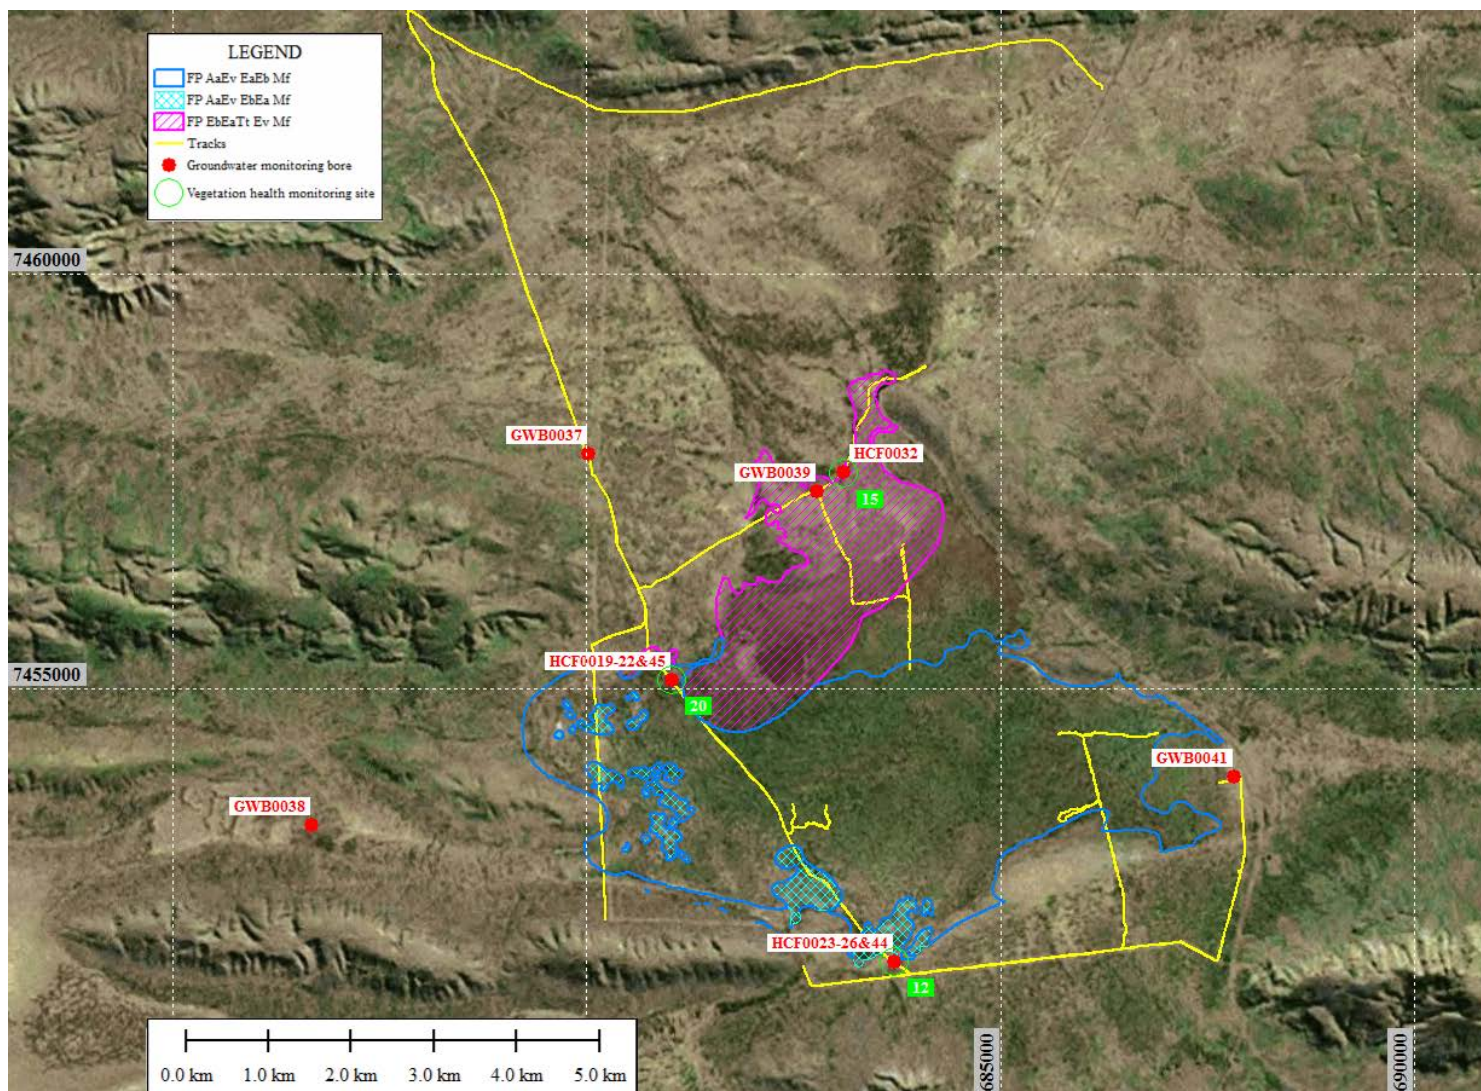 LEGEND
FP AaEv EaEb Mf
FP AaEv EbEa Mf
FP EbEaTt Ev Mf
Tracks
Groundwater monitoring bore
Vegetation health monitoring site
7460000
GWB0037
HCF0032
GWB0039
15
HCF0019-22&45
7455000
20
GWB0041
GWB0038
HCF0023-26&44
12
685000
690000
0.0 km 1.0 km 2.0 km 3.0 km 4.0 km 5.0 km